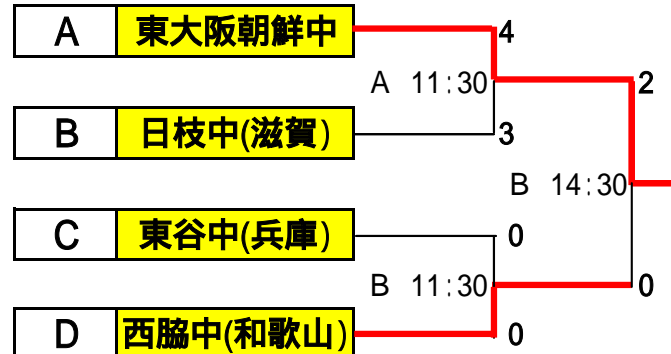 A 東大阪朝鮮中 4
A 11:30 2
B 日枝中(滋賀) 3
B 14:30
C 東谷中(兵庫) 0
B 11:30 0
D 西脇中(和歌山) 0